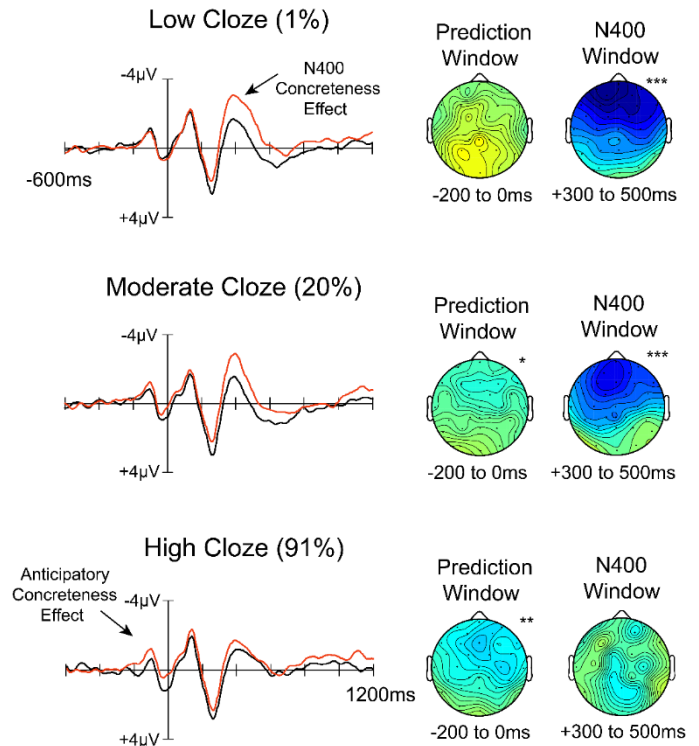 Low Cloze (1%)
-4µV
N400
Concreteness
Effect
-600ms
+4µV
Prediction
Window
-200 to 0ms
N400
Window
***
+300 to 500ms
Moderate Cloze (20%)
-4µV
+4µV
Prediction
Window
*
-200 to 0ms
N400
Window
***
+300 to 500ms
High Cloze (91%)
Anticipatory
Concreteness
Effect
-4µV
1200ms
+4µV
Prediction
Window
**
-200 to 0ms
N400
Window
+300 to 500ms